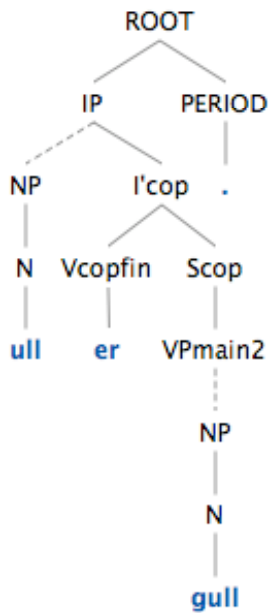 ROOT
IP PERIOD
NP I'cop .
N Vcopfin Scop
ull er VPmain2
NP
N
gull